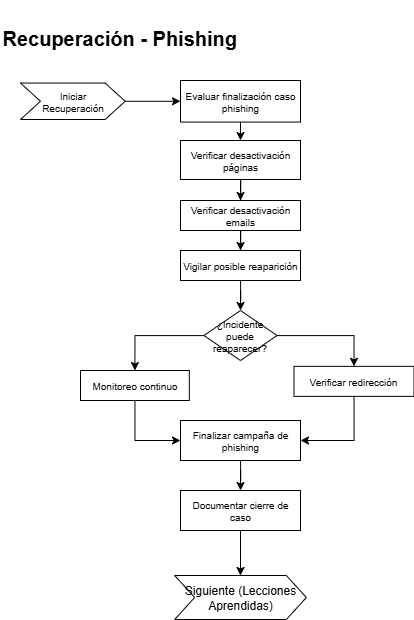 Recuperación - Phishing
Iniciar
Recuperación
Evaluar finalización caso
phishing
Verificar desactivación
páginas
Verificar desactivación
emails
Vigilar posible reaparición
¿Incidente
puede
reaparecer?
Monitoreo continuo
Verificar redirección
Finalizar campaña de
phishing
Documentar cierre de
caso
Siguiente (Lecciones
Aprendidas)